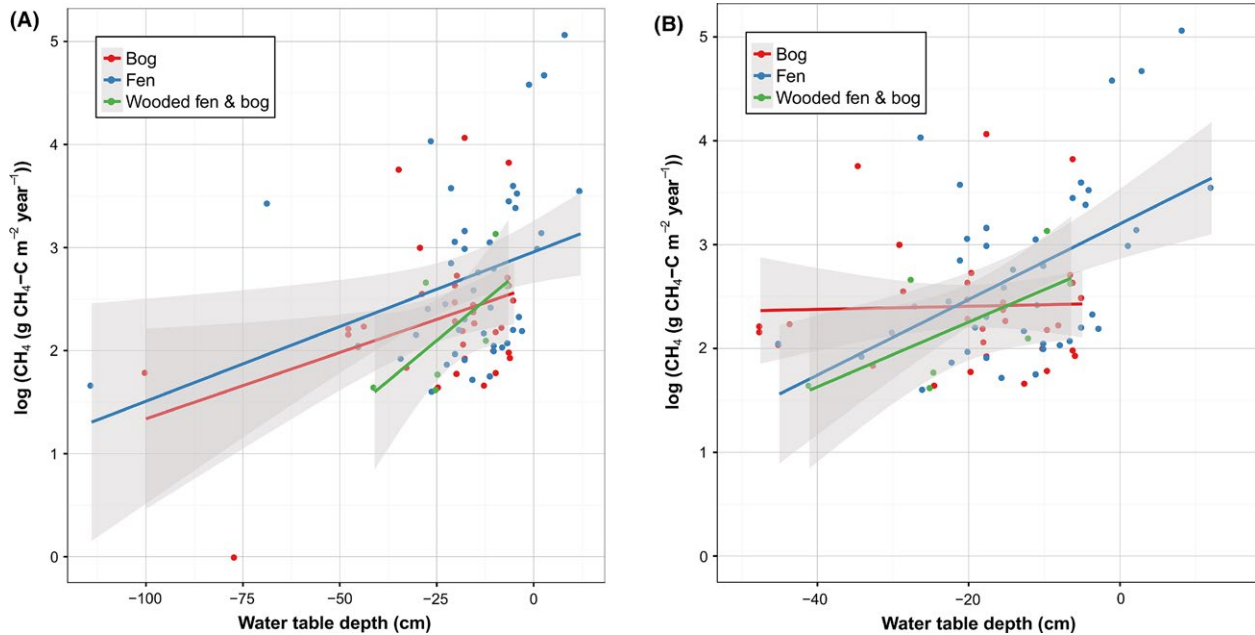 (A)
5
4
3
2
1
0
log (CH₄ (g CH₄−C m⁻² year⁻¹))
Bog
Fen
Wooded fen & bog
−100
−75
−50
−25
0
Water table depth (cm)
(B)
5
4
3
2
1
0
log (CH₄ (g CH₄−C m⁻² year⁻¹))
Bog
Fen
Wooded fen & bog
−40
−20
0
Water table depth (cm)